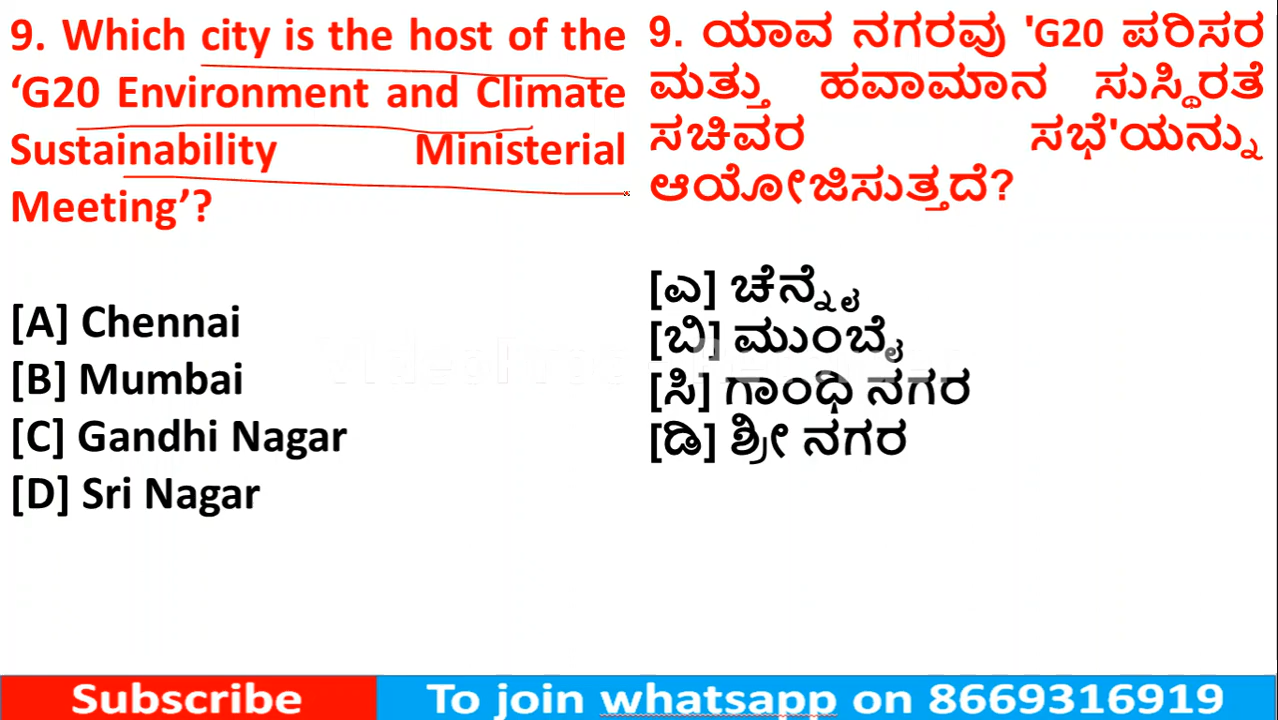 9. Which city is the host of the
‘G20 Environment and Climate
Sustainability Ministerial
Meeting’?
[A] Chennai
[B] Mumbai
[C] Gandhi Nagar
[D] Sri Nagar
9. ಯಾವ ನಗರವು 'G20 ಪರಿಸರ
ಮತ್ತು ಹವಾಮಾನ ಸುಸ್ಥಿರತೆ
ಸಚಿವರ ಸಭೆ'ಯನ್ನು
ಆಯೋಜಿಸುತ್ತದೆ?
[ಎ] ಚೆನ್ನೈ
[ಬಿ] ಮುಂಬೈ
[ಸಿ] ಗಾಂಧಿ ನಗರ
[ಡಿ] ಶ್ರೀ ನಗರ
Subscribe
To join whatsapp on 8669316919